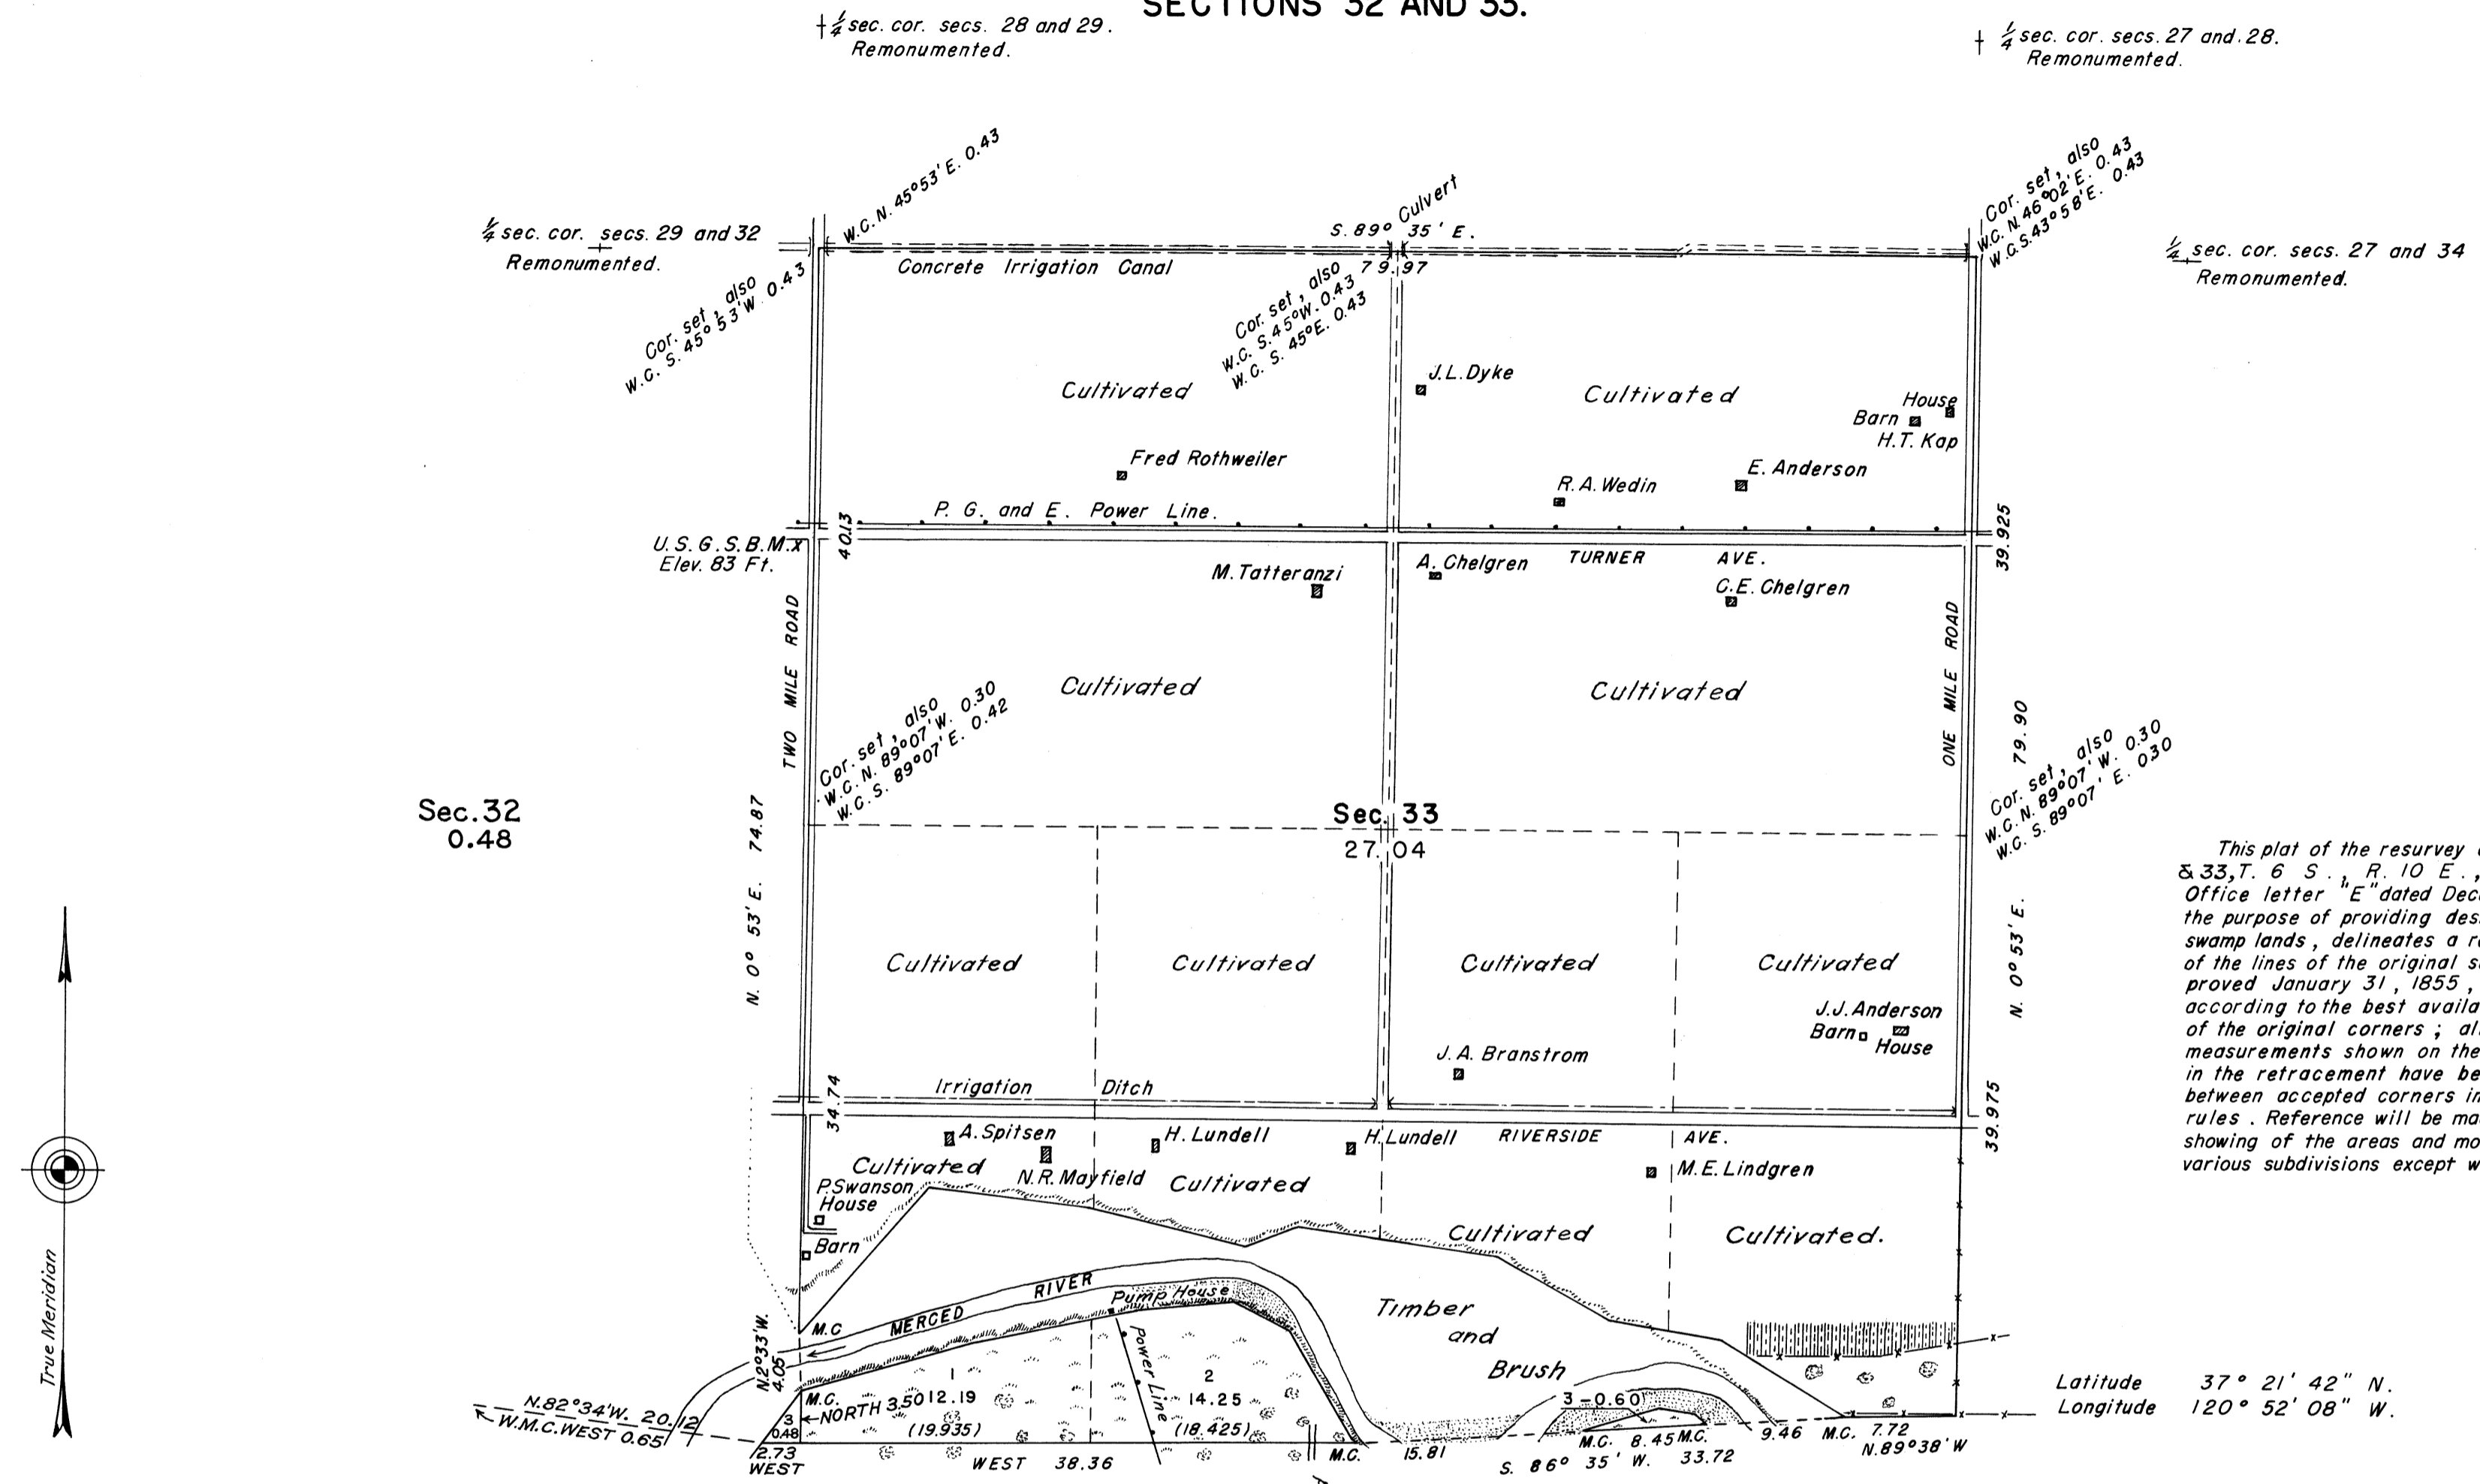 SECTIONS 32 AND 33.
1/4 sec. cor. secs. 28 and 29.
Remonumented.
1/4 sec. cor. secs. 27 and 28.
Remonumented.
W.C. N. 45°53' E. 0.43
1/4 sec. cor. secs. 29 and 32
Remonumented.
Cor. set, also
W.C. S. 45°53' W. 0.43
Culvert
S. 89° 35' E.
79.97
Concrete Irrigation Canal
Cor. set, also
W.C. S. 45° W. 0.43
W.C. S. 45° E. 0.43
Cor. set, also
W.C. N. 46°02' E. 0.43
W.C. S. 43°58' E. 0.43
1/4 sec. cor. secs. 27 and 34
Remonumented.
Cultivated
J.L. Dyke
Cultivated
House
Barn
H.T. Kap
Fred Rothweiler
E. Anderson
R.A. Wedin
P. G. and E. Power Line.
40.13
39.925
U.S.G.S.B.M.x
Elev. 83 Ft.
TURNER AVE.
M. Tatteranzi
A. Chelgren
C.E. Chelgren
TWO MILE ROAD
ONE MILE ROAD
Cultivated
Cultivated
Cor. set, also
W.C. N. 89°07' W. 0.30
W.C. S. 89°07' E. 0.42
N. 0° 53' E. 74.87
N. 0° 53' E. 79.90
Cor. set, also
W.C. N. 89°07' W. 0.30
W.C. S. 89°07' E. 0.30
Sec. 32
0.48
Sec. 33
27.04
This plat of the resurvey
& 33, T. 6 S., R. 10 E.,
Office letter "E" dated Dec
the purpose of providing des
swamp lands, delineates a
of the lines of the original
proved January 31, 1855,
according to the best availa
of the original corners; al
measurements shown on the
in the retracement have be
between accepted corners in
rules. Reference will be ma
showing of the areas and mo
various subdivisions except w
Cultivated
Cultivated
Cultivated
Cultivated
J.J. Anderson
Barn
House
J.A. Branstrom
Irrigation Ditch
34.74
39.975
A. Spitsen
H. Lundell
H. Lundell
RIVERSIDE AVE.
Cultivated
N.R. Mayfield
Cultivated
M.E. Lindgren
P. Swanson
House
Barn
Cultivated
Cultivated.
True Meridian
MERCED RIVER
Pump House
Power Line
Timber
and
Brush
M.C
N.2°33'W.
4.05
M.C.
NORTH 3.50
1
12.19
(19.935)
2
14.25
(18.425)
3
0.48
3-0.60
N.82°34'W. 20.12
W.M.C. WEST 0.65
2.73
WEST
WEST 38.36
M.C.
15.81
M.C. 8.45 M.C.
S. 86° 35' W. 33.72
9.46
M.C. 7.72
N.89°38'W
Latitude 37° 21' 42" N.
Longitude 120° 52' 08" W.